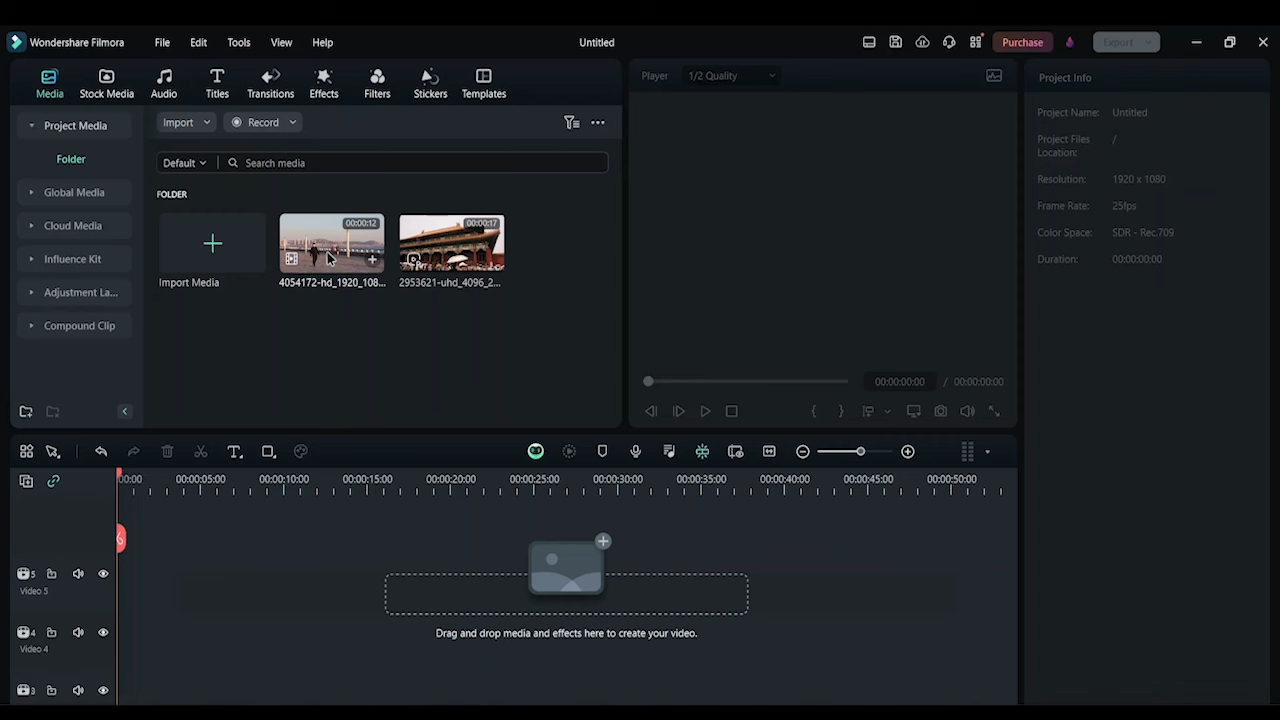 Wondershare Filmora File Edit Tools View Help Untitled Purchase Export
Media Stock Media Audio Titles Transitions Effects Filters Stickers Templates
Player 1/2 Quality
Project Info
Project Media
Folder
Global Media
Cloud Media
Influence Kit
Adjustment La...
Compound Clip
Import Record
Default Search media
FOLDER
00:00:12 00:00:17
Import Media 4054172-hd_1920_108... 2953621-uhd_4096_2...
Project Name: Untitled
Project Files
Location: /
Resolution: 1920 x 1080
Frame Rate: 25fps
Color Space: SDR - Rec.709
Duration: 00:00:00:00
00:00:00:00 / 00:00:00:00
00:00 00:00:05:00 00:00:10:00 00:00:15:00 00:00:20:00 00:00:25:00 00:00:30:00 00:00:35:00 00:00:40:00 00:00:45:00 00:00:50:00
5
Video 5
Drag and drop media and effects here to create your video.
4
Video 4
3